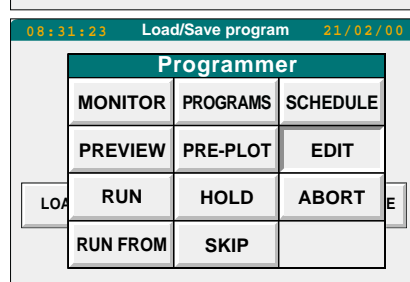 08:31:23 Load/Save program 21/02/00
Programmer
MONITOR PROGRAMS SCHEDULE
PREVIEW PRE-PLOT EDIT
LOA RUN HOLD ABORT E
RUN FROM SKIP